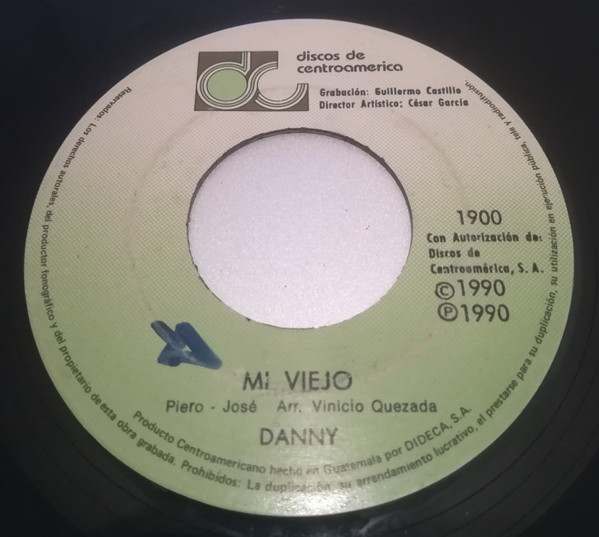 dc
discos de
centroamerica
Grabación: Guillermo Castillo
Director Artístico: César García
1900
Con Autorización de:
Discos de
Centroamérica, S. A.
© 1990
℗ 1990
MI VIEJO
Piero - José Arr. Vinicio Quezada
DANNY
Producto Centroamericano hecho en Guatemala por DIDECA, S.A.
Reservados: Los derechos autorales, del productor fonográfico y del propietario de esta obra grabada. Prohibidos: La duplicación, su arrendamiento lucrativo, el prestarse para su duplicación, su utilización en ejecución pública, tele y radiodifusión.